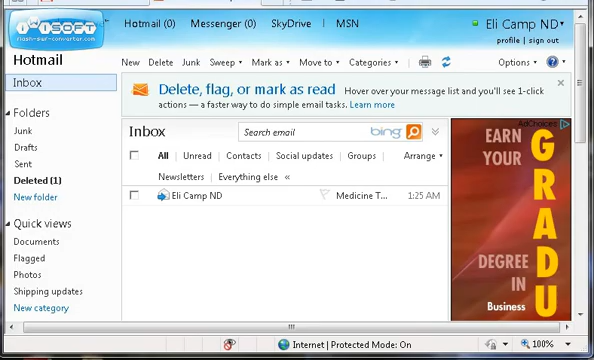 iWiSOFT
flash-swf-converter.com
Hotmail (0) Messenger (0) SkyDrive | MSN
Eli Camp ND
profile | sign out
Hotmail
New Delete Junk Sweep Mark as Move to Categories Options
Inbox
Delete, flag, or mark as read Hover over your message list and you'll see 1-click
actions — a faster way to do simple email tasks. Learn more
Folders
Junk
Drafts
Sent
Deleted (1)
New folder
Quick views
Documents
Flagged
Photos
Shipping updates
New category
Inbox Search email bing
All Unread Contacts Social updates Groups Arrange
Newsletters Everything else «
Eli Camp ND Medicine T... 1:25 AM
AdChoices
EARN
YOUR
GRADU
DEGREE
IN
Business
Internet | Protected Mode: On 100%